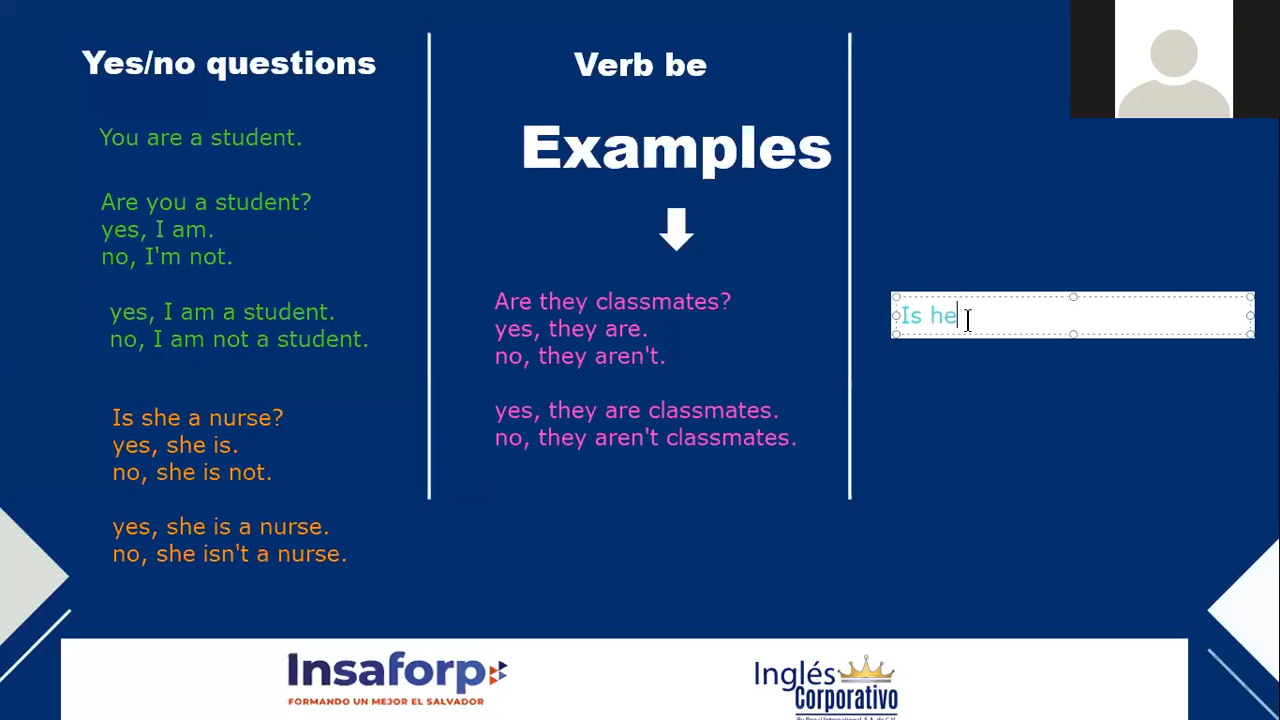 Yes/no questions
You are a student.
Are you a student?
yes, I am.
no, I'm not.
yes, I am a student.
no, I am not a student.
Is she a nurse?
yes, she is.
no, she is not.
yes, she is a nurse.
no, she isn't a nurse.
Verb be
Examples
Are they classmates?
yes, they are.
no, they aren't.
yes, they are classmates.
no, they aren't classmates.
Is he
Insaforp
FORMANDO UN MEJOR EL SALVADOR
Inglés
Corporativo